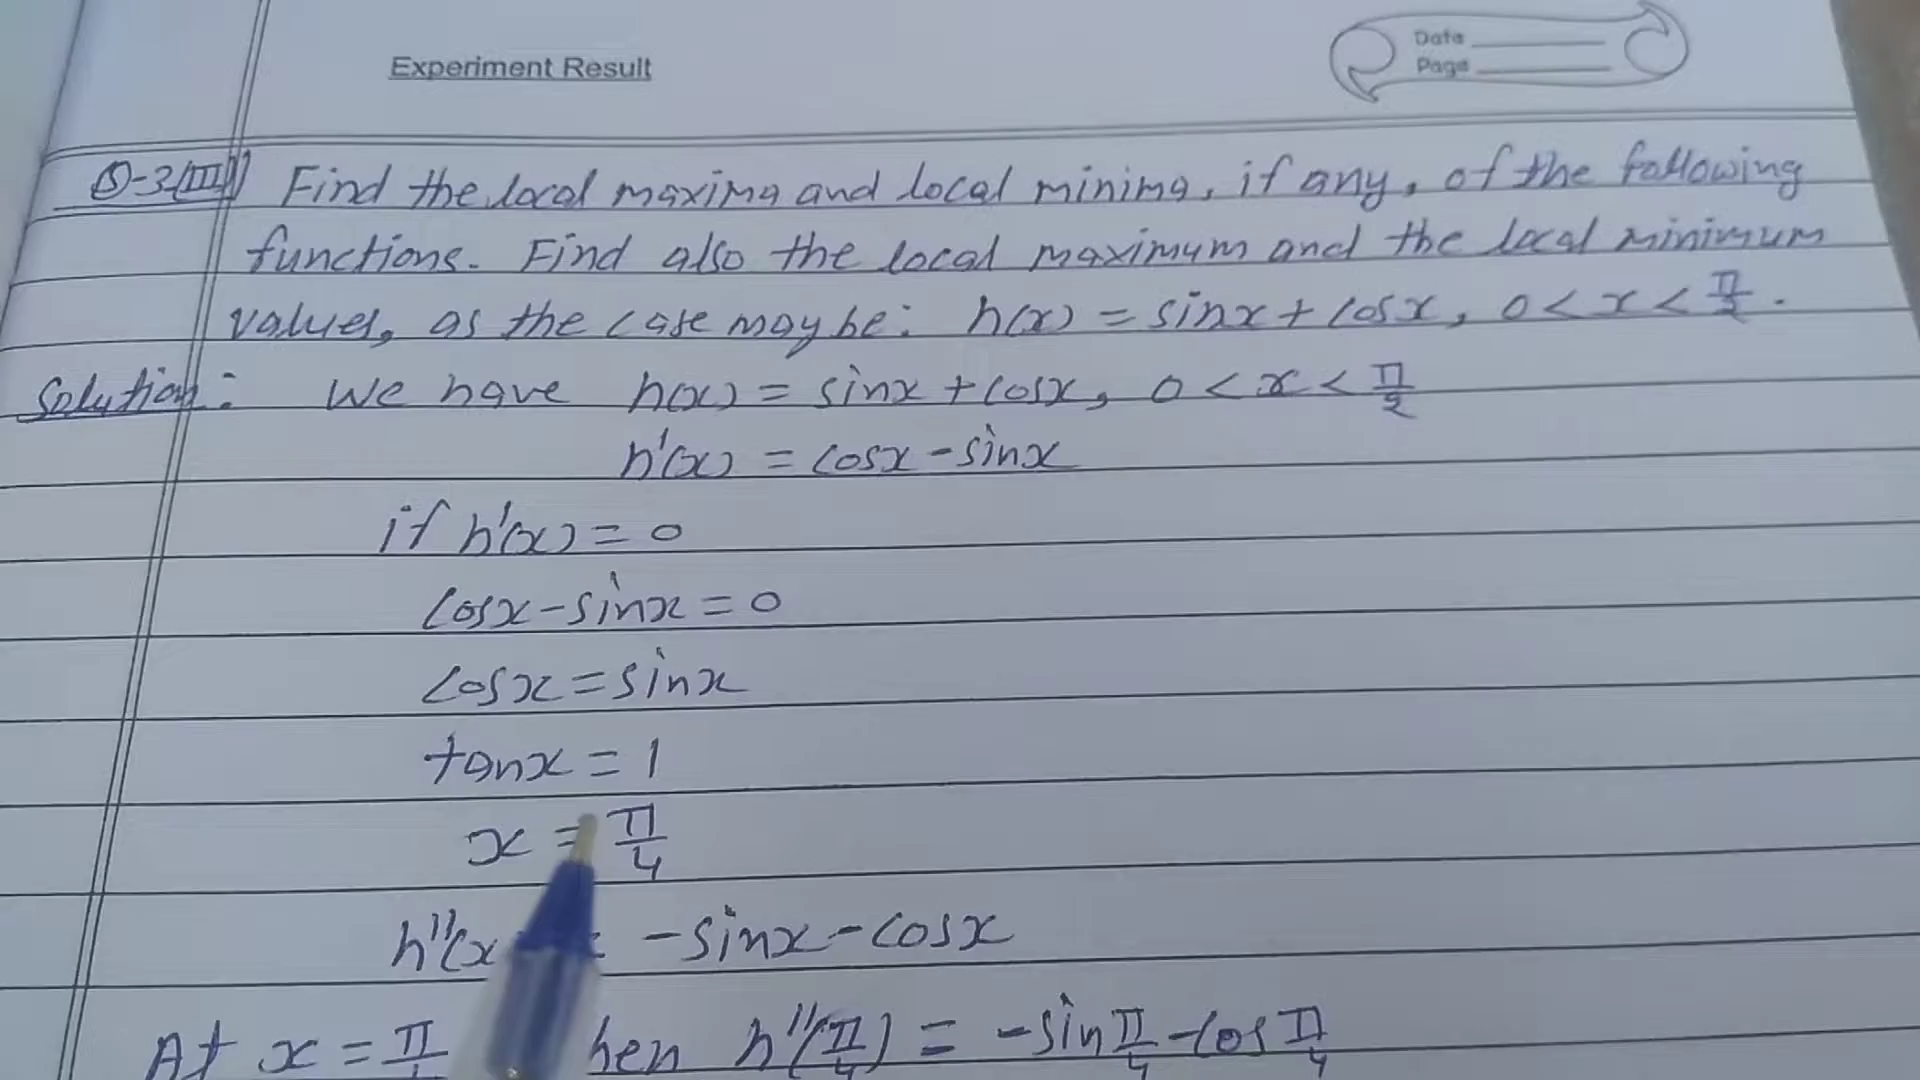 Experiment Result
Date
Page
Q-3(III) Find the local maxima and local minima, if any, of the following
functions. Find also the local maximum and the local minimum
values, as the case may be: h(x) = sinx + cosx, 0 < x < π/2.
Solution: We have h(x) = sinx + cosx, 0 < x < π/2
h'(x) = cosx - sinx
if h'(x) = 0
cosx - sinx = 0
cosx = sinx
tanx = 1
x = π/4
h''(x - sinx - cosx
At x = π hen h''(π/4) = -sin π/4 - cos π/4